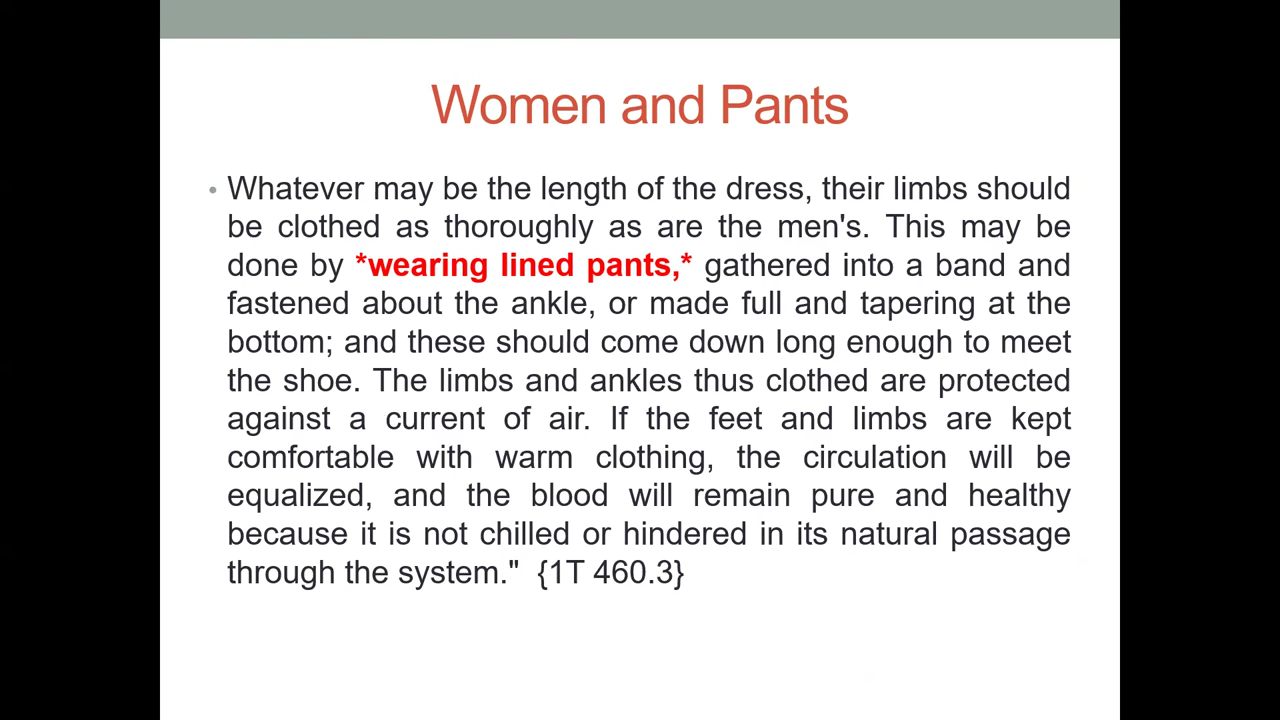 Women and Pants
• Whatever may be the length of the dress, their limbs should
be clothed as thoroughly as are the men's. This may be
done by *wearing lined pants,* gathered into a band and
fastened about the ankle, or made full and tapering at the
bottom; and these should come down long enough to meet
the shoe. The limbs and ankles thus clothed are protected
against a current of air. If the feet and limbs are kept
comfortable with warm clothing, the circulation will be
equalized, and the blood will remain pure and healthy
because it is not chilled or hindered in its natural passage
through the system." {1T 460.3}